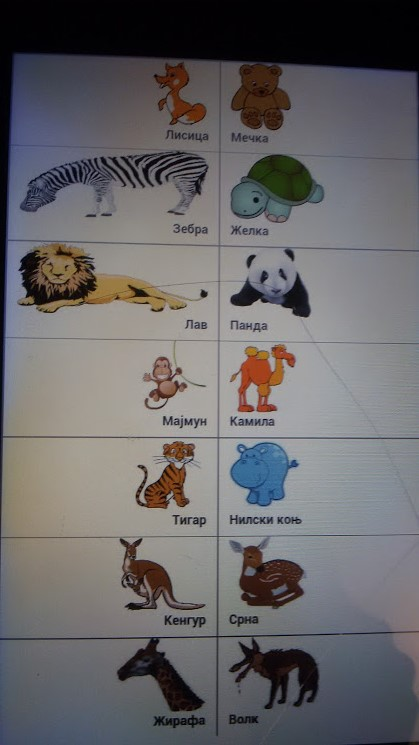 Лисица
Мечка
Зебра
Желка
Лав
Панда
Мајмун
Камила
Тигар
Нилски коњ
Кенгур
Срна
Жирафа
Волк